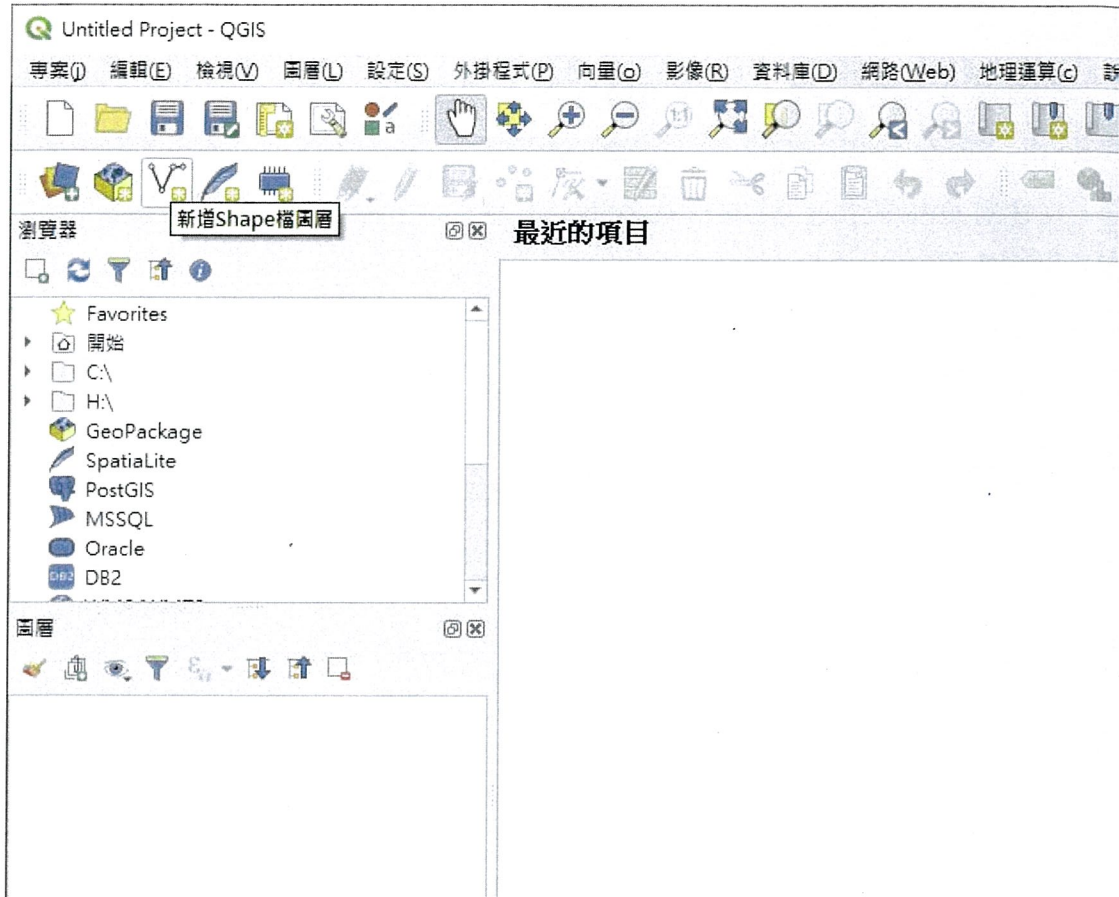 Untitled Project - QGIS
專案(j) 編輯(E) 檢視(V) 圖層(L) 設定(S) 外掛程式(P) 向量(o) 影像(R) 資料庫(D) 網路(Web) 地理運算(c)
a
1:1
新增Shape檔圖層
瀏覽器
最近的項目
Favorites
開始
C:\
H:\
GeoPackage
SpatiaLite
PostGIS
MSSQL
Oracle
DB2
DB2
圖層